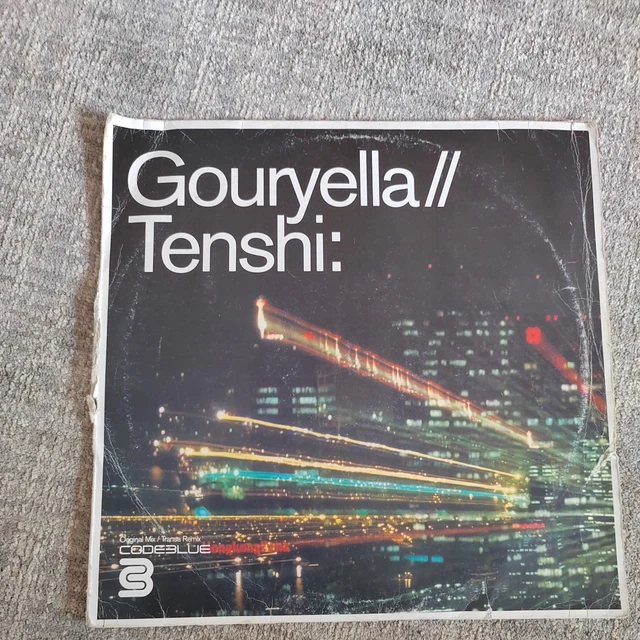 Gouryella//
Tenshi:
Original Mix / Transa Remix
CODEBLUE